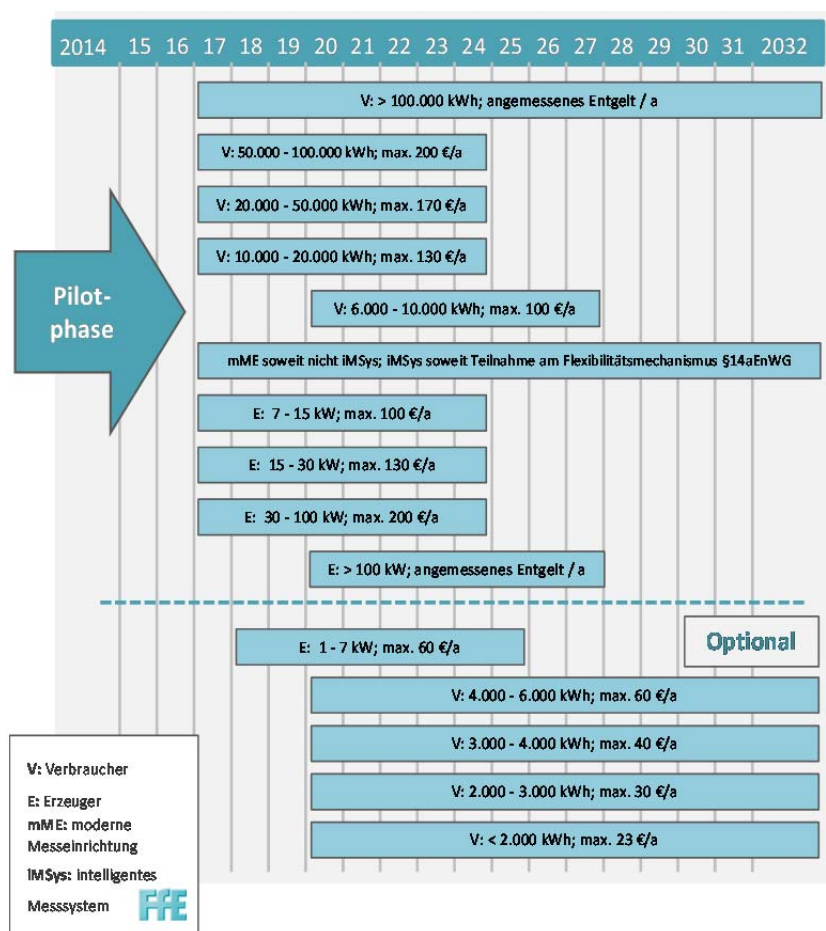 2014 15 16 17 18 19 20 21 22 23 24 25 26 27 28 29 30 31 2032
V: > 100.000 kWh; angemessenes Entgelt / a
V: 50.000 - 100.000 kWh; max. 200 €/a
V: 20.000 - 50.000 kWh; max. 170 €/a
V: 10.000 - 20.000 kWh; max. 130 €/a
Pilot-
phase
V: 6.000 - 10.000 kWh; max. 100 €/a
mME soweit nicht iMSys; iMSys soweit Teilnahme am Flexibilitätsmechanismus §14aEnWG
E: 7 - 15 kW; max. 100 €/a
E: 15 - 30 kW; max. 130 €/a
E: 30 - 100 kW; max. 200 €/a
E: > 100 kW; angemessenes Entgelt / a
Optional
E: 1 - 7 kW; max. 60 €/a
V: 4.000 - 6.000 kWh; max. 60 €/a
V: 3.000 - 4.000 kWh; max. 40 €/a
V: 2.000 - 3.000 kWh; max. 30 €/a
V: < 2.000 kWh; max. 23 €/a
V: Verbraucher
E: Erzeuger
mME: moderne
Messeinrichtung
iMSys: intelligentes
Messsystem
FfE